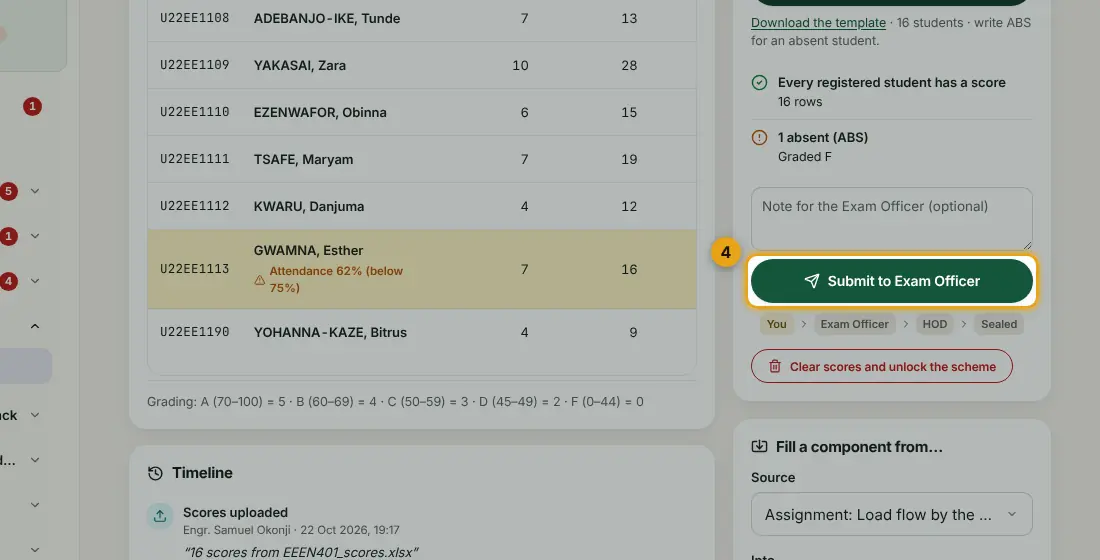 1
5
1
4
ack
d...
U22EE1108 ADEBANJO-IKE, Tunde 7 13
U22EE1109 YAKASAI, Zara 10 28
U22EE1110 EZENWAFOR, Obinna 6 15
U22EE1111 TSAFE, Maryam 7 19
U22EE1112 KWARU, Danjuma 4 12
GWAMNA, Esther
U22EE1113 Attendance 62% (below 7 16
75%)
U22EE1190 YOHANNA-KAZE, Bitrus 4 9
Grading: A (70–100) = 5 · B (60–69) = 4 · C (50–59) = 3 · D (45–49) = 2 · F (0–44) = 0
Timeline
Scores uploaded
Engr. Samuel Okonji · 22 Oct 2026, 19:17
“16 scores from EEEN401_scores.xlsx”
Download the template · 16 students · write ABS
for an absent student.
Every registered student has a score
16 rows
1 absent (ABS)
Graded F
Note for the Exam Officer (optional)
4
Submit to Exam Officer
You > Exam Officer > HOD > Sealed
Clear scores and unlock the scheme
Fill a component from...
Source
Assignment: Load flow by the ...
Into